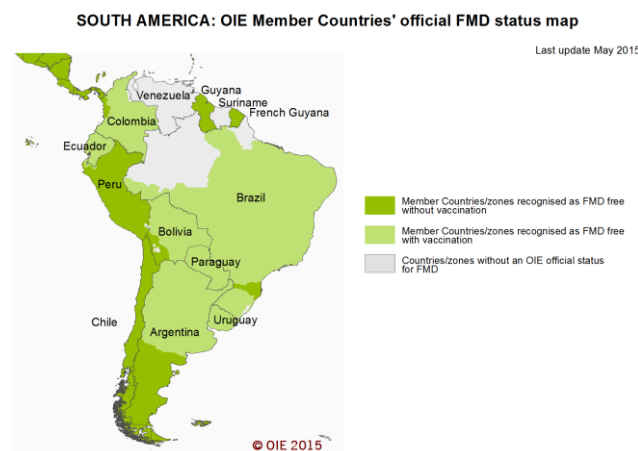 SOUTH AMERICA: OIE Member Countries' official FMD status map
Last update May 2015
Venezuela
Guyana
Suriname
French Guyana
Colombia
Ecuador
Peru
Brazil
Bolivia
Paraguay
Chile
Argentina
Uruguay
Member Countries/zones recognised as FMD free
without vaccination
Member Countries/zones recognised as FMD free
with vaccination
Countries/zones without an OIE official status
for FMD
© OIE 2015